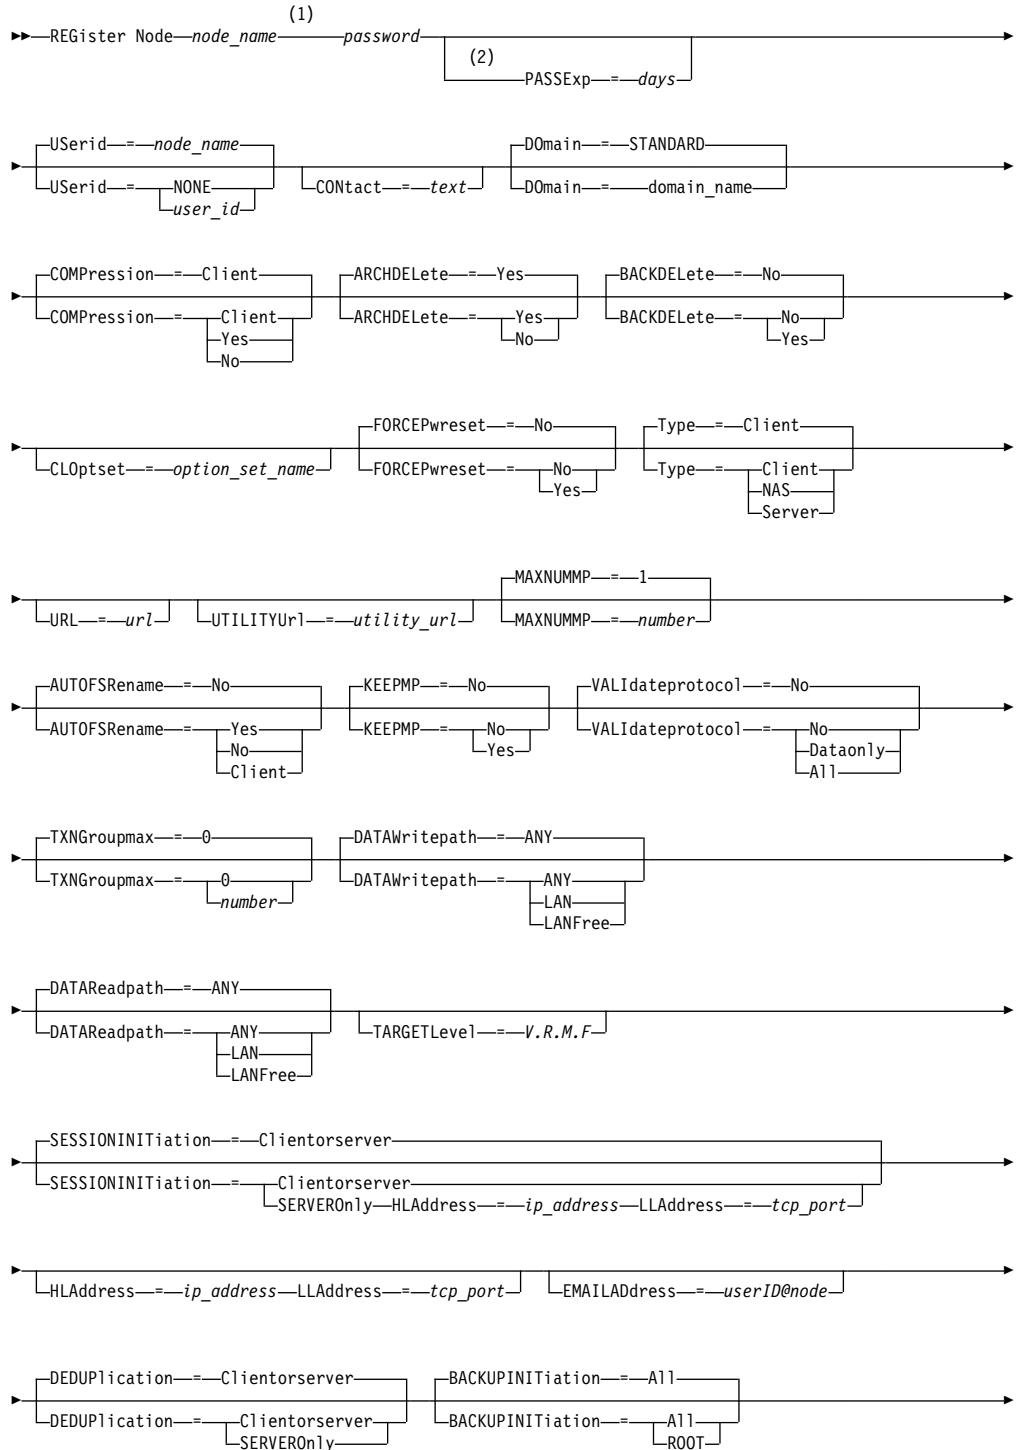 (1)
REGister Node node_name password
(2)
PASSExp = days
USerid = node_name
DOmain = STANDARD
USerid = NONE
CONtact = text
DOmain = domain_name
user_id
COMPression = Client
ARCHDELete = Yes
BACKDELete = No
COMPression = Client
ARCHDELete = Yes
BACKDELete = No
Yes
No
Yes
No
FORCEPwreset = No
Type = Client
CLOptset = option_set_name
FORCEPwreset = No
Type = Client
Yes
NAS
Server
MAXNUMMP = 1
URL = url
UTILITYUrl = utility_url
MAXNUMMP = number
AUTOFSRename = No
KEEPMP = No
VALIdateprotocol = No
AUTOFSRename = Yes
KEEPMP = No
VALIdateprotocol = No
No
Yes
Dataonly
Client
All
TXNGroupmax = 0
DATAWritepath = ANY
TXNGroupmax = 0
DATAWritepath = ANY
number
LAN
LANFree
DATAReadpath = ANY
DATAReadpath = ANY
TARGETLevel = V.R.M.F
LAN
LANFree
SESSIONINITiation = Clientorserver
SESSIONINITiation = Clientorserver
SERVEROnly HLAddress = ip_address LLAddress = tcp_port
HLAddress = ip_address LLAddress = tcp_port
EMAILADdress = userID@node
DEDUPlication = Clientorserver
BACKUPINITiation = All
DEDUPlication = Clientorserver
BACKUPINITiation = All
SERVEROnly
ROOT